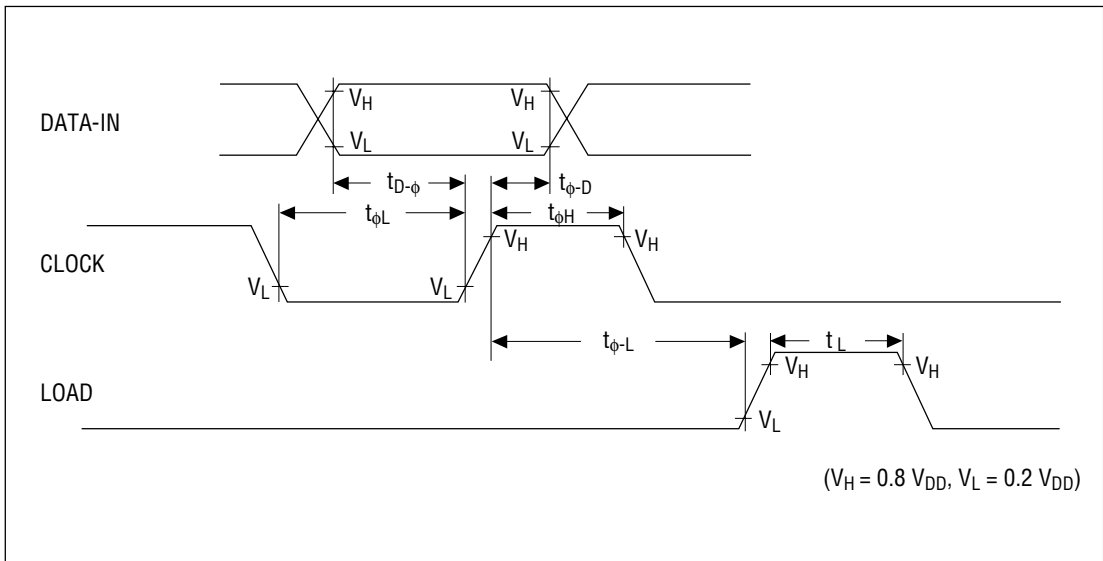 DATA-IN
V_H V_H
V_L V_L
t_D-ϕ t_ϕ-D
t_ϕL t_ϕH
CLOCK
V_H V_H
V_L V_L
t_ϕ-L t_L
LOAD
V_H V_H
V_L
(V_H = 0.8 V_DD, V_L = 0.2 V_DD)